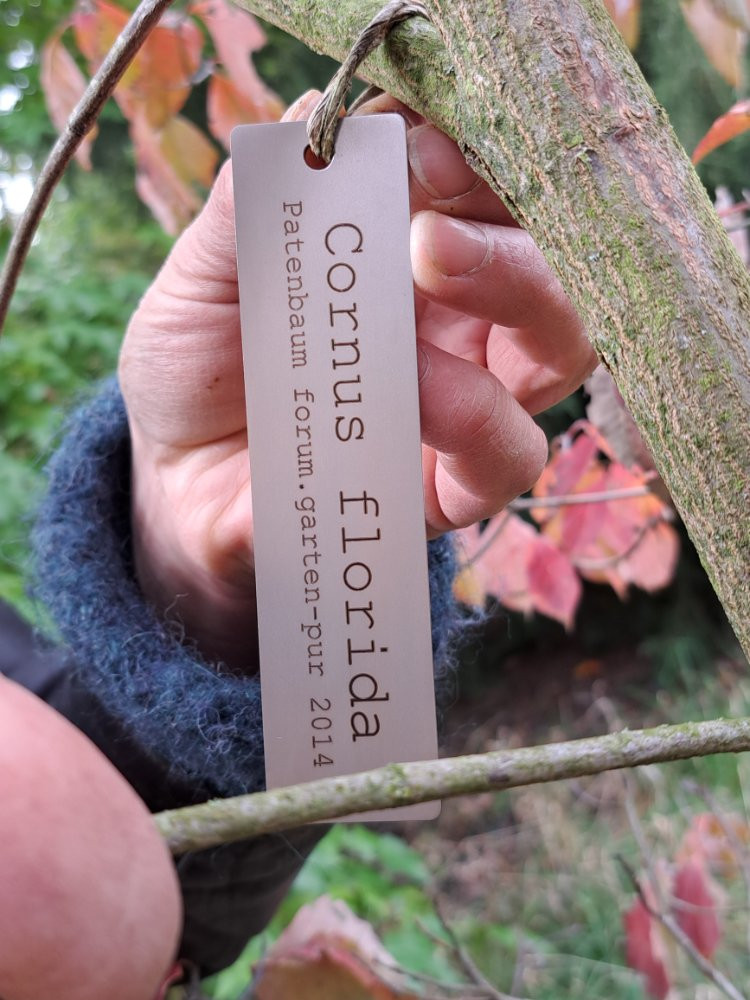 Cornus florida
Patenbaum forum.garten-pur 2014